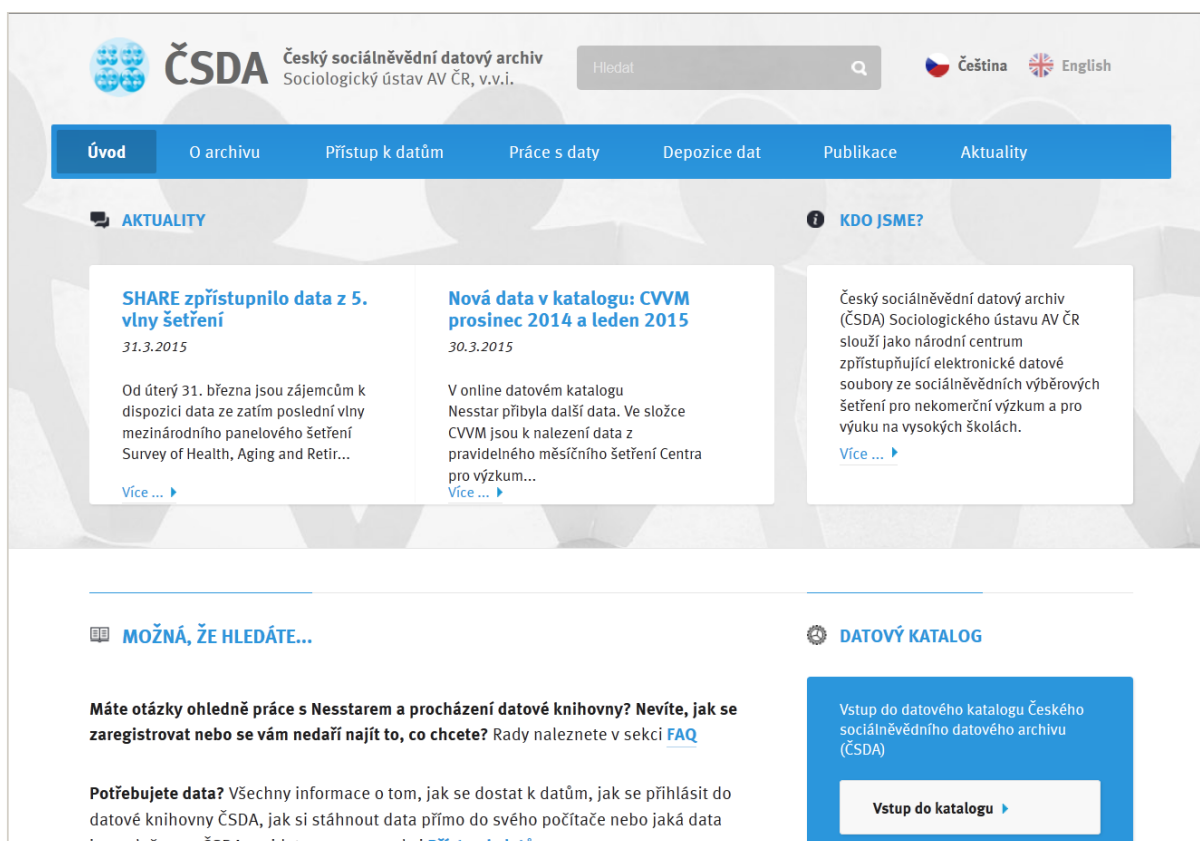 ČSDA
Český sociálněvědní datový archiv
Sociologický ústav AV ČR, v.v.i.
Hledat
Čeština
English
Úvod
O archivu
Přístup k datům
Práce s daty
Depozice dat
Publikace
Aktuality
AKTUALITY
SHARE zpřístupnilo data z 5.
vlny šetření
31.3.2015
Od úterý 31. března jsou zájemcům k
dispozici data ze zatím poslední vlny
mezinárodního panelového šetření
Survey of Health, Aging and Retir...
Více ...
Nová data v katalogu: CVVM
prosinec 2014 a leden 2015
30.3.2015
V online datovém katalogu
Nesstar přibyla další data. Ve složce
CVVM jsou k nalezení data z
pravidelného měsíčního šetření Centra
pro výzkum...
Více ...
KDO JSME?
Český sociálněvědní datový archiv
(ČSDA) Sociologického ústavu AV ČR
slouží jako národní centrum
zpřístupňující elektronické datové
soubory ze sociálněvědních výběrových
šetření pro nekomerční výzkum a pro
výuku na vysokých školách.
Více ...
MOŽNÁ, ŽE HLEDÁTE...
Máte otázky ohledně práce s Nesstarem a procházení datové knihovny? Nevíte, jak se
zaregistrovat nebo se vám nedaří najít to, co chcete? Rady naleznete v sekci FAQ
Potřebujete data? Všechny informace o tom, jak se dostat k datům, jak se přihlásit do
datové knihovny ČSDA, jak si stáhnout data přímo do svého počítače nebo jaká data
DATOVÝ KATALOG
Vstup do datového katalogu Českého
sociálněvědního datového archivu
(ČSDA)
Vstup do katalogu